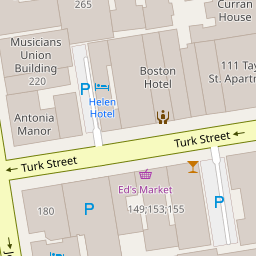 265
Curran
House
Musicians
Union
Building
220
P
Boston
Hotel
111 Tay
St. Apart
Helen
Hotel
Antonia
Manor
Turk Street
Turk Street
Ed's Market
180
P
149;153;155
P